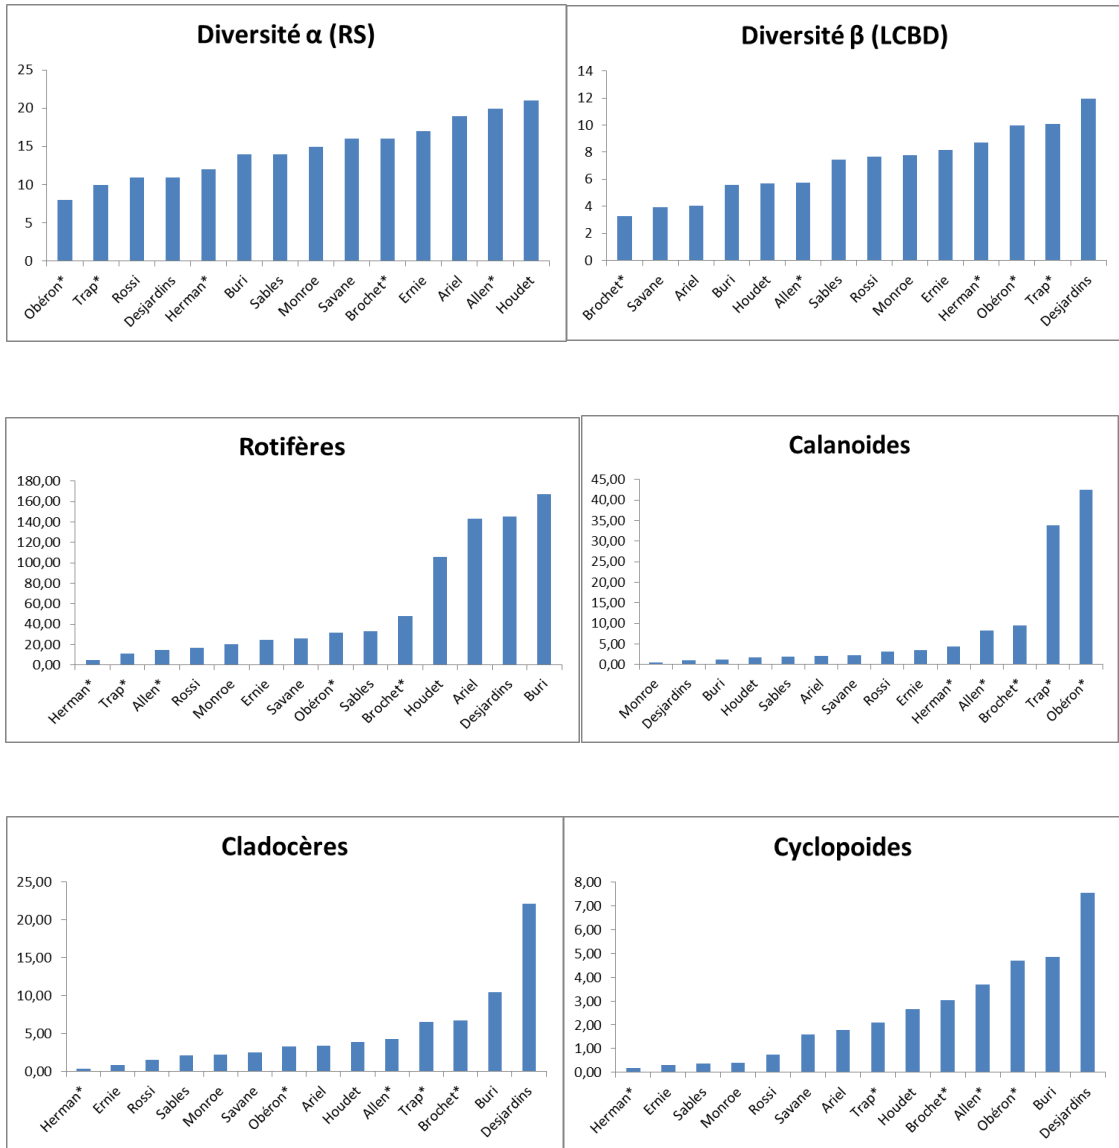 Diversité α (RS)
25
20
15
10
5
0
Obéron*
Trap*
Rossi
Desjardins
Herman*
Buri
Sables
Monroe
Savane
Brochet*
Ernie
Ariel
Allen*
Houdet
Diversité β (LCBD)
14
12
10
8
6
4
2
0
Brochet*
Savane
Ariel
Buri
Houdet
Allen*
Sables
Rossi
Monroe
Ernie
Herman*
Obéron*
Trap*
Desjardins
Rotifères
180,00
160,00
140,00
120,00
100,00
80,00
60,00
40,00
20,00
0,00
Herman*
Trap*
Allen*
Rossi
Monroe
Ernie
Savane
Obéron*
Sables
Brochet*
Houdet
Ariel
Desjardins
Buri
Calanoides
45,00
40,00
35,00
30,00
25,00
20,00
15,00
10,00
5,00
0,00
Monroe
Desjardins
Buri
Houdet
Sables
Ariel
Savane
Rossi
Ernie
Herman*
Allen*
Brochet*
Trap*
Obéron*
Cladocères
25,00
20,00
15,00
10,00
5,00
0,00
Herman*
Ernie
Rossi
Sables
Monroe
Savane
Obéron*
Ariel
Houdet
Allen*
Trap*
Brochet*
Buri
Desjardins
Cyclopoides
8,00
7,00
6,00
5,00
4,00
3,00
2,00
1,00
0,00
Herman*
Ernie
Sables
Monroe
Rossi
Savane
Ariel
Trap*
Houdet
Brochet*
Allen*
Obéron*
Buri
Desjardins